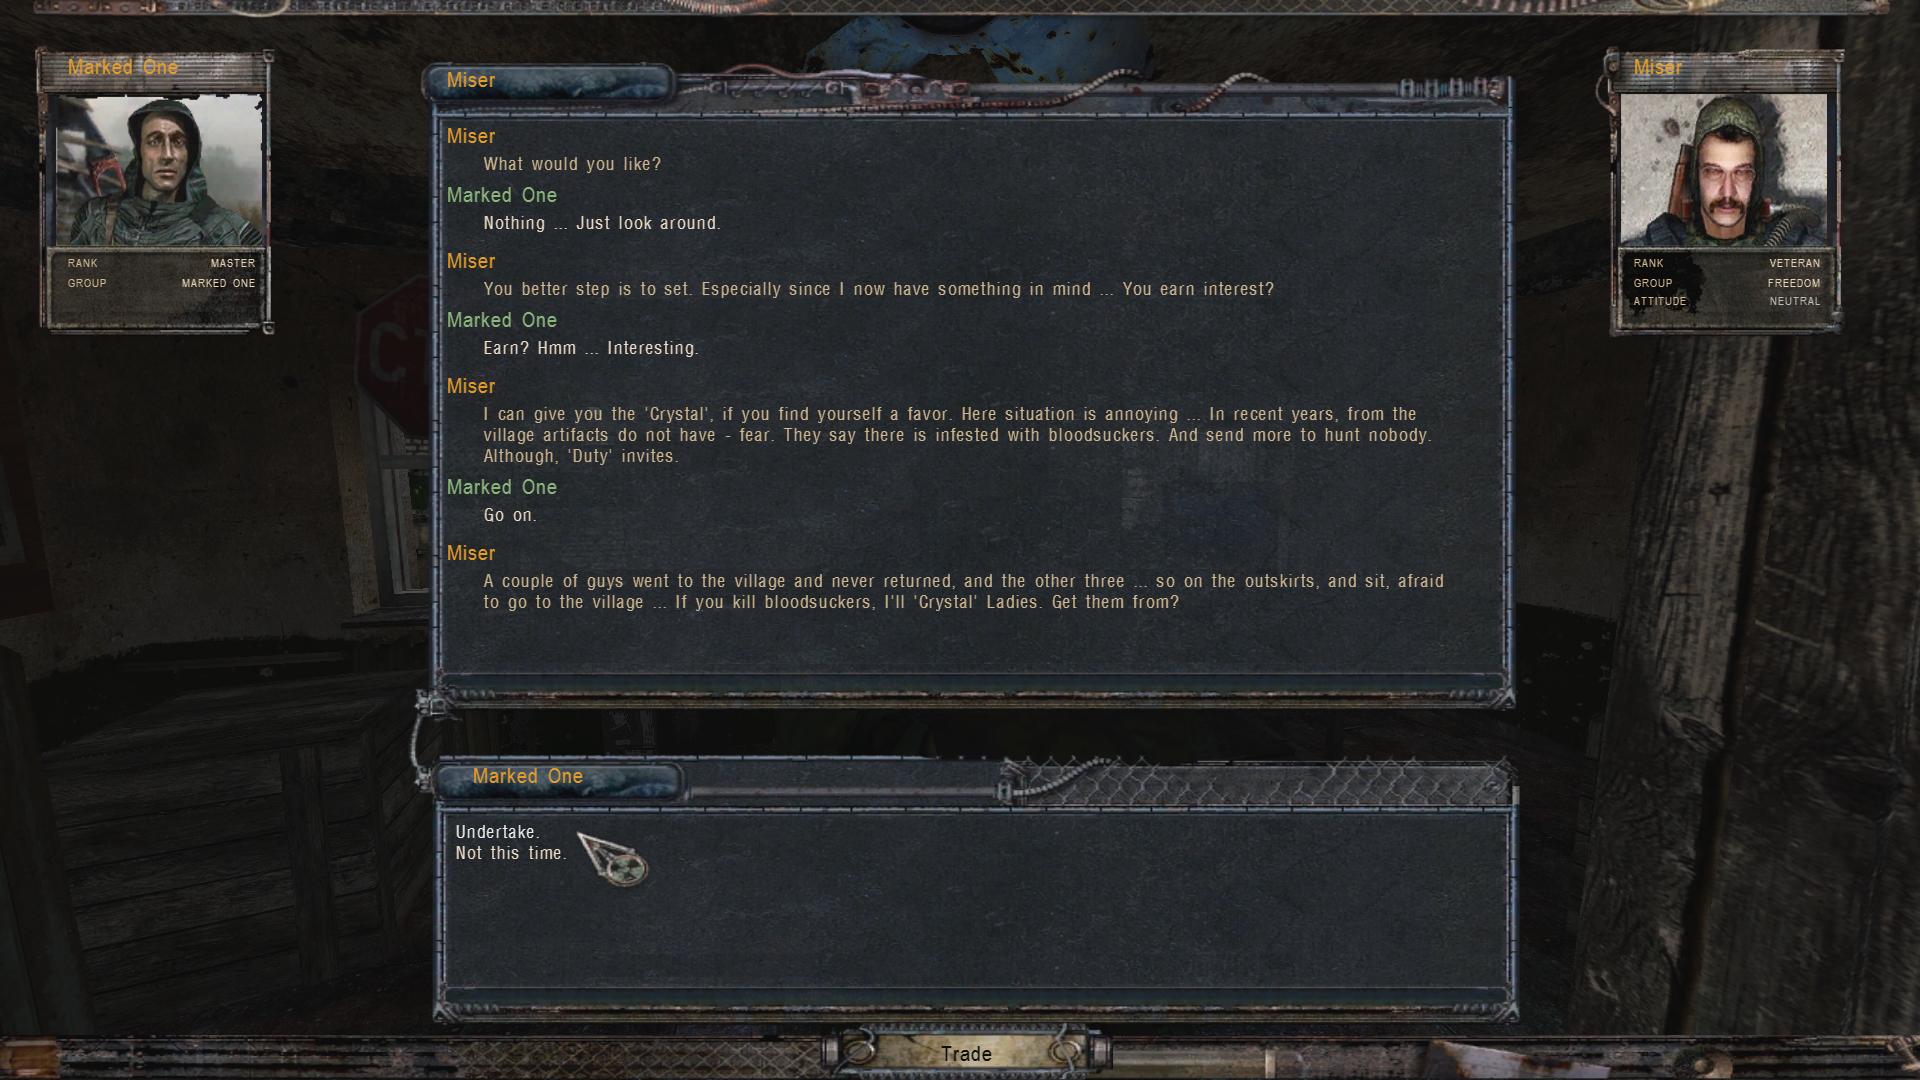 Marked One
RANK MASTER
GROUP MARKED ONE
Miser
RANK VETERAN
GROUP FREEDOM
ATTITUDE NEUTRAL
Miser
Miser
What would you like?
Marked One
Nothing ... Just look around.
Miser
You better step is to set. Especially since I now have something in mind ... You earn interest?
Marked One
Earn? Hmm ... Interesting.
Miser
I can give you the 'Crystal', if you find yourself a favor. Here situation is annoying ... In recent years, from the
village artifacts do not have - fear. They say there is infested with bloodsuckers. And send more to hunt nobody.
Although, 'Duty' invites.
Marked One
Go on.
Miser
A couple of guys went to the village and never returned, and the other three ... so on the outskirts, and sit, afraid
to go to the village ... If you kill bloodsuckers, I'll 'Crystal' Ladies. Get them from?
Marked One
Undertake.
Not this time.
Trade